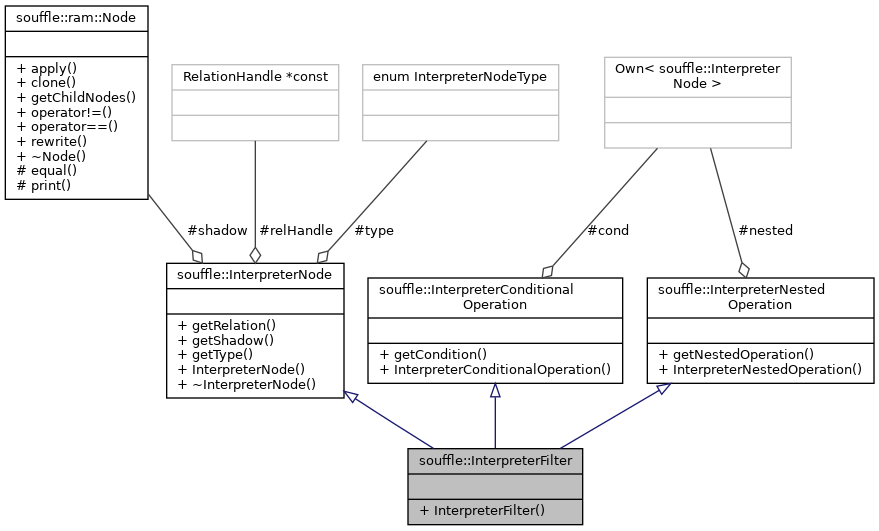 souffle::ram::Node
+ apply()
+ clone()
+ getChildNodes()
+ operator!=()
+ operator==()
+ rewrite()
+ ~Node()
# equal()
# print()
RelationHandle *const
enum InterpreterNodeType
Own< souffle::Interpreter
Node >
#shadow
#relHandle
#type
#cond
#nested
souffle::InterpreterNode
+ getRelation()
+ getShadow()
+ getType()
+ InterpreterNode()
+ ~InterpreterNode()
souffle::InterpreterConditional
Operation
+ getCondition()
+ InterpreterConditionalOperation()
souffle::InterpreterNested
Operation
+ getNestedOperation()
+ InterpreterNestedOperation()
souffle::InterpreterFilter
+ InterpreterFilter()